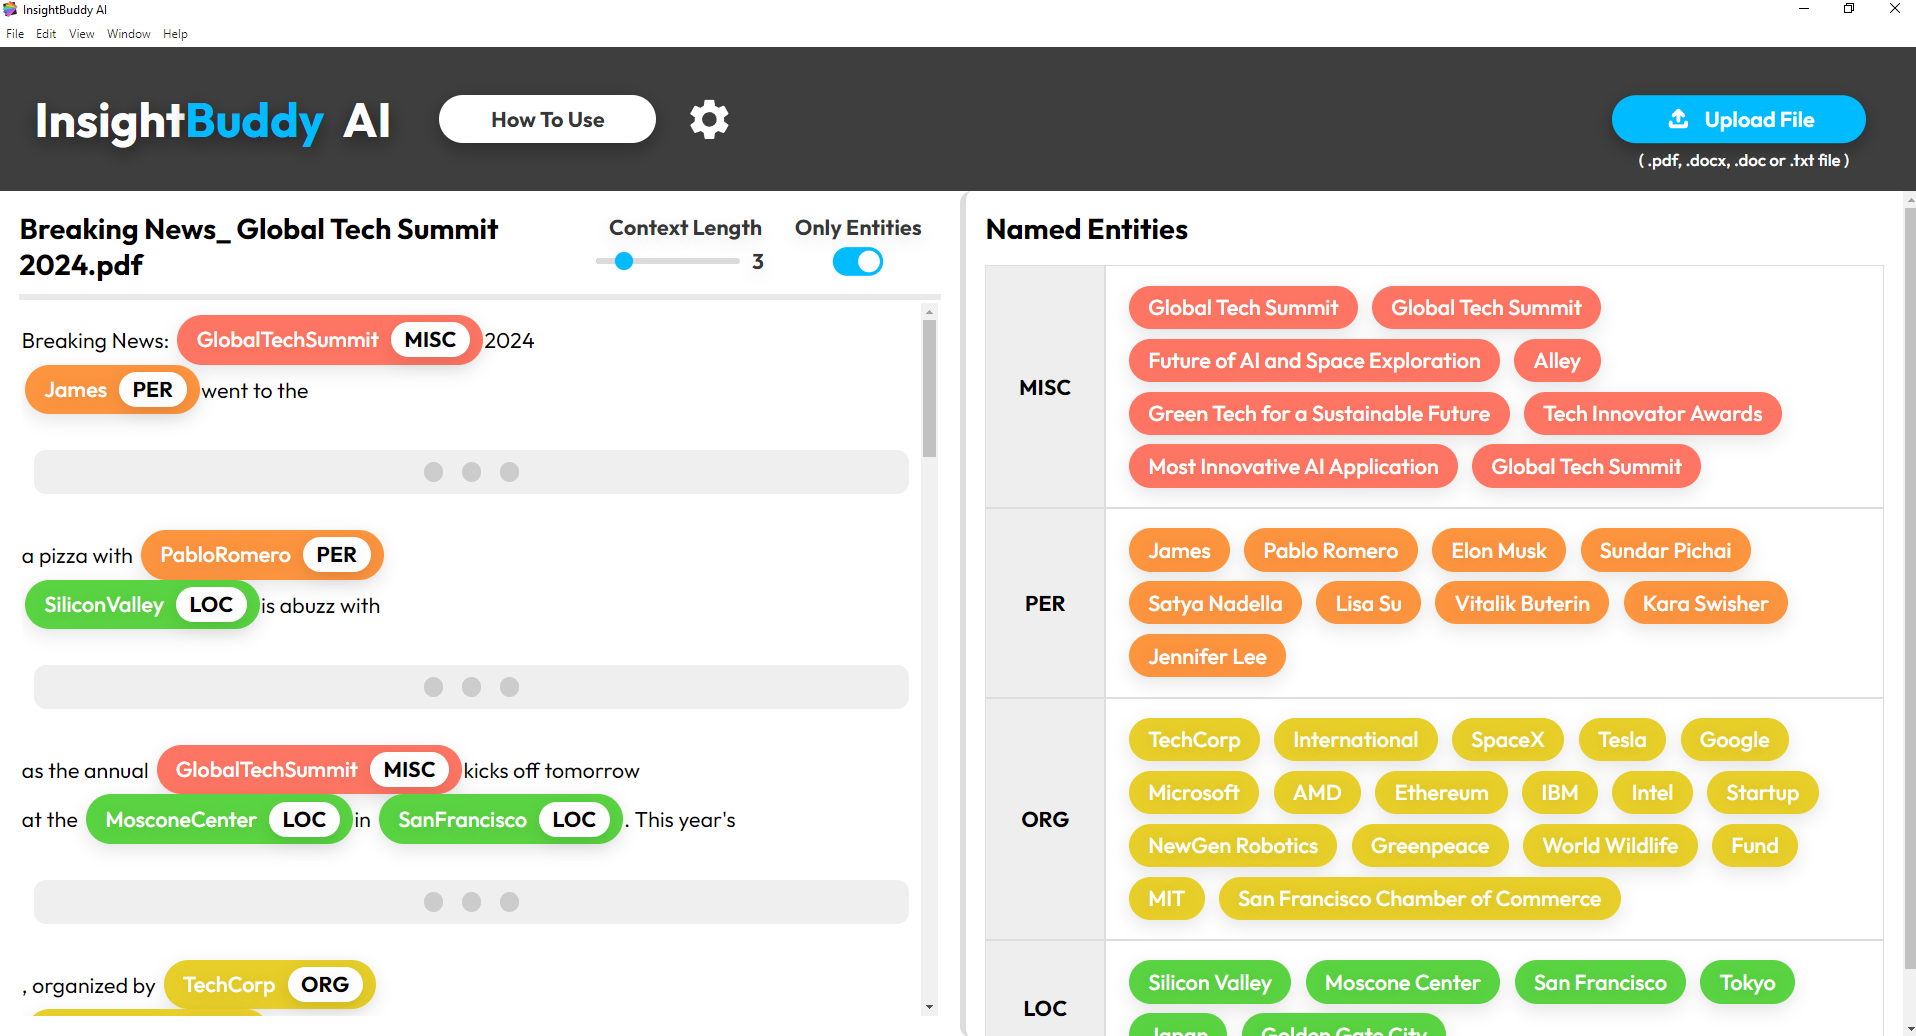 InsightBuddy AI
File Edit View Window Help
InsightBuddy AI
How To Use
Upload File
( .pdf, .docx, .doc or .txt file )
Breaking News_ Global Tech Summit
2024.pdf
Context Length
3
Only Entities
Breaking News: GlobalTechSummit MISC 2024
James PER went to the
a pizza with PabloRomero PER
SiliconValley LOC is abuzz with
as the annual GlobalTechSummit MISC kicks off tomorrow
at the MosconeCenter LOC in SanFrancisco LOC . This year's
, organized by TechCorp ORG
Named Entities
MISC
Global Tech Summit Global Tech Summit
Future of AI and Space Exploration Alley
Green Tech for a Sustainable Future Tech Innovator Awards
Most Innovative AI Application Global Tech Summit
PER
James Pablo Romero Elon Musk Sundar Pichai
Satya Nadella Lisa Su Vitalik Buterin Kara Swisher
Jennifer Lee
ORG
TechCorp International SpaceX Tesla Google
Microsoft AMD Ethereum IBM Intel Startup
NewGen Robotics Greenpeace World Wildlife Fund
MIT San Francisco Chamber of Commerce
LOC
Silicon Valley Moscone Center San Francisco Tokyo
Japan Golden Gate City